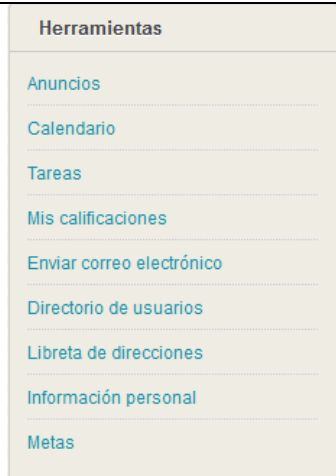 Herramientas
Anuncios
Calendario
Tareas
Mis calificaciones
Enviar correo electrónico
Directorio de usuarios
Libreta de direcciones
Información personal
Metas